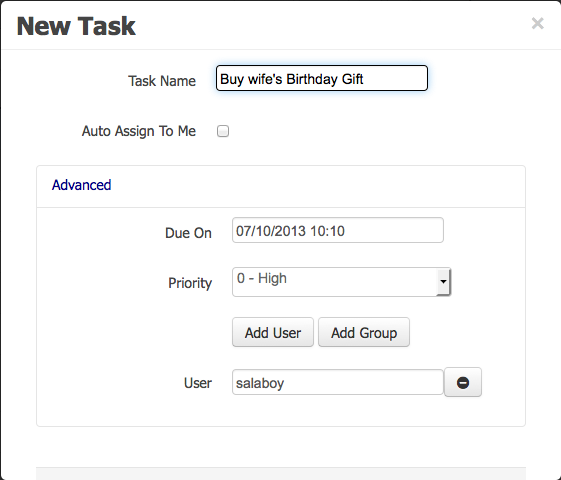 New Task
×
Task Name Buy wife's Birthday Gift
Auto Assign To Me
Advanced
Due On 07/10/2013 10:10
Priority 0 - High
Add User Add Group
User salaboy